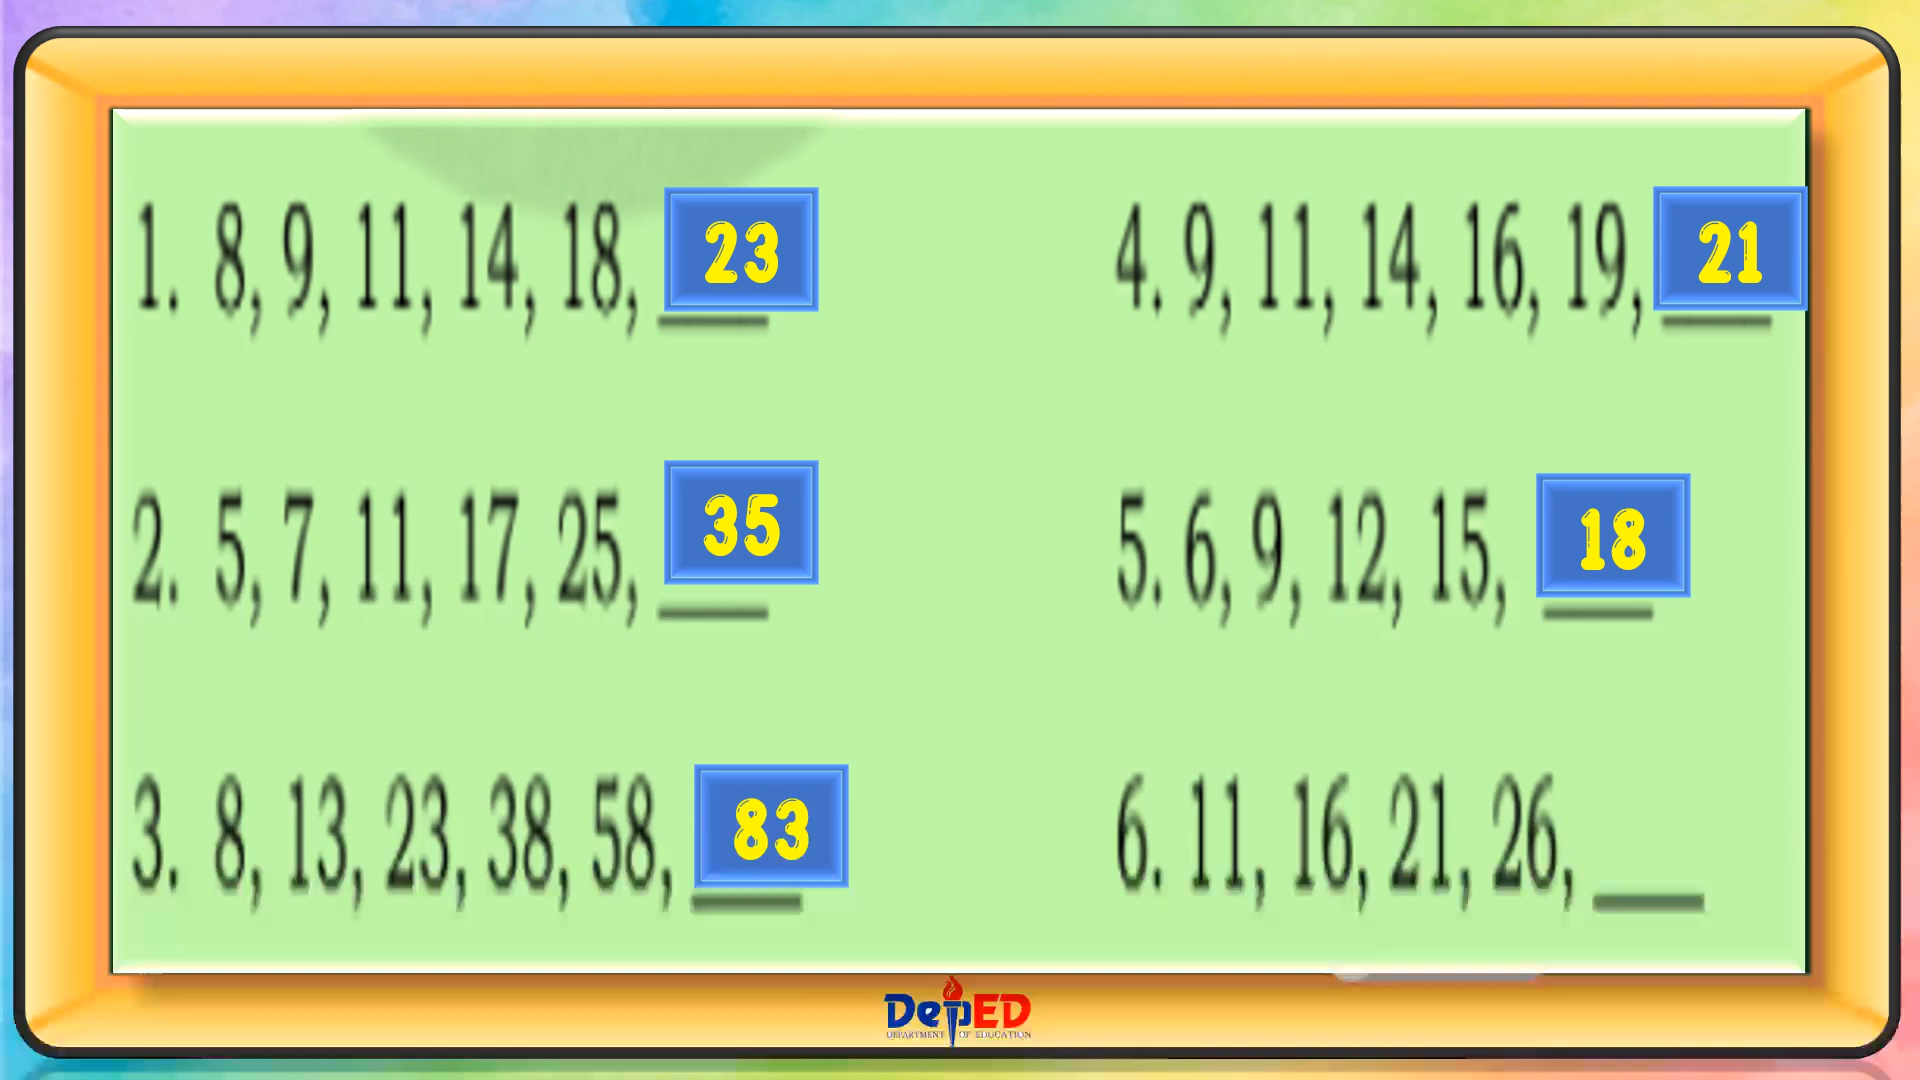 1. 8, 9, 11, 14, 18, 23
2. 5, 7, 11, 17, 25, 35
3. 8, 13, 23, 38, 58, 83
4. 9, 11, 14, 16, 19, 21
5. 6, 9, 12, 15, 18
6. 11, 16, 21, 26, ___
DepED
DEPARTMENT OF EDUCATION